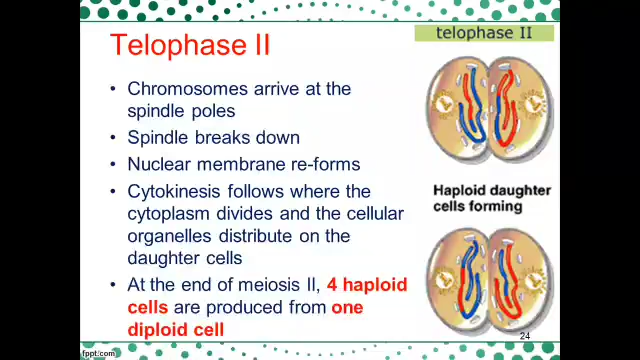 telophase II
Telophase II
• Chromosomes arrive at the
spindle poles
• Spindle breaks down
• Nuclear membrane re-forms
• Cytokinesis follows where the
cytoplasm divides and the cellular
organelles distribute on the
daughter cells
• At the end of meiosis II, 4 haploid
cells are produced from one
diploid cell
Haploid daughter
cells forming
24
fppt.com